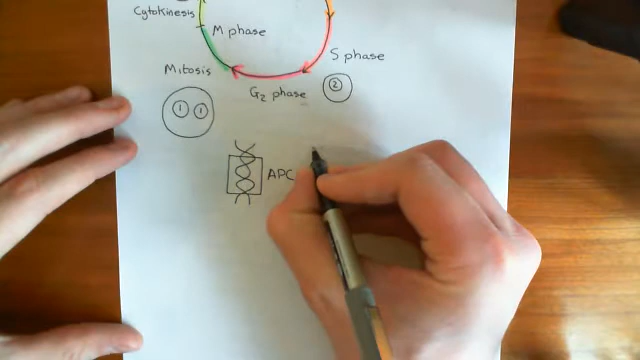 Cytokinesis
M phase
S phase
Mitosis
G₂ phase
2
1 1
APC